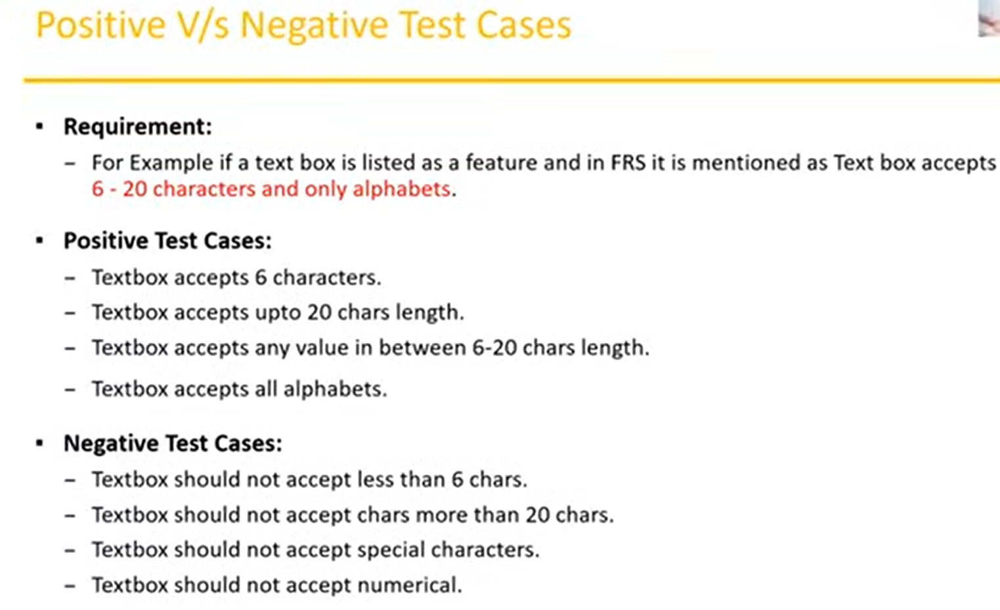 Positive V/s Negative Test Cases
▪ Requirement:
– For Example if a text box is listed as a feature and in FRS it is mentioned as Text box accepts
6 - 20 characters and only alphabets.
▪ Positive Test Cases:
– Textbox accepts 6 characters.
– Textbox accepts upto 20 chars length.
– Textbox accepts any value in between 6-20 chars length.
– Textbox accepts all alphabets.
▪ Negative Test Cases:
– Textbox should not accept less than 6 chars.
– Textbox should not accept chars more than 20 chars.
– Textbox should not accept special characters.
– Textbox should not accept numerical.